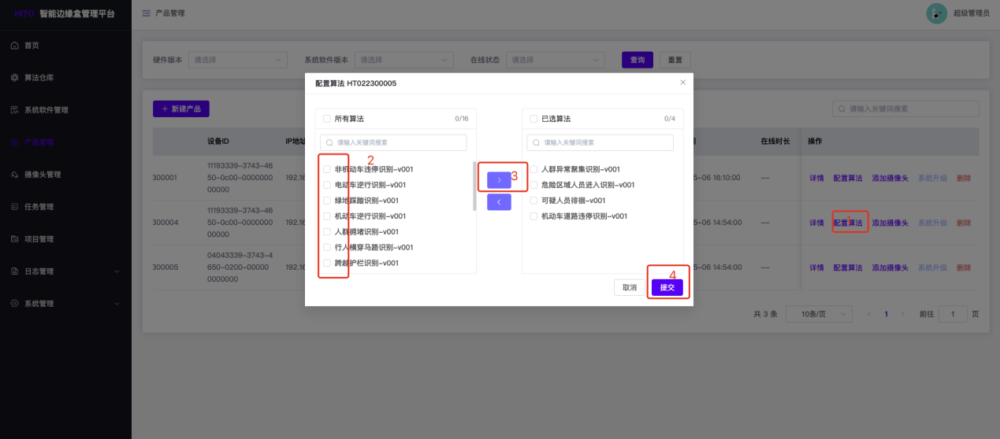 HITO 智能边缘盒管理平台
产品管理
超级管理员
首页
算法仓库
系统软件管理
产品管理
摄像头管理
任务管理
项目管理
日志管理
系统管理
硬件版本 请选择 系统软件版本 请选择 在线状态 请选择 查询 重置
+ 新建产品
请输入关键词搜索
设备ID IP地址 在线时长 操作
300001
11193339-3743-46
50-0c00-0000000
00000
192.16
5-06 16:10:00 -- 详情 配置算法 添加摄像头 系统升级 删除
300004
11193339-3743-46
50-0c00-0000000
00000
192.16
5-06 14:54:00 -- 详情 配置算法 添加摄像头 系统升级 删除
1
300005
04043339-3743-4
650-0200-00000
0000000
192.16
5-06 14:54:00 -- 详情 配置算法 添加摄像头 系统升级 删除
共 3 条 10条/页 < 1 > 前往 1 页
配置算法 HT022300005 ×
所有算法 0/16
请输入关键词搜索
2
非机动车违停识别-v001
电动车逆行识别-v001
绿地踩踏识别-v001
机动车逆行识别-v001
人群拥堵识别-v001
行人横穿马路识别-v001
跨越护栏识别-v001
> 3
<
已选算法 0/4
请输入关键词搜索
人群异常聚集识别-v001
危险区域人员进入识别-v001
可疑人员徘徊-v001
机动车道路违停识别-v001
4
取消 提交